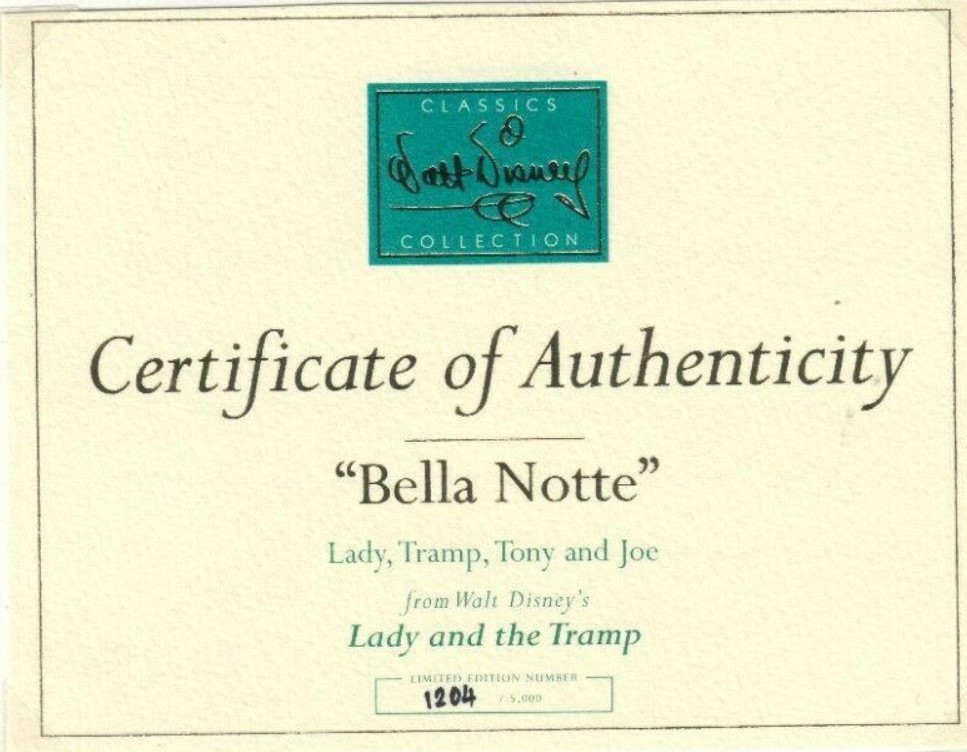 CLASSICS
Walt Disney
COLLECTION
Certificate of Authenticity
“Bella Notte”
Lady, Tramp, Tony and Joe
from Walt Disney's
Lady and the Tramp
LIMITED EDITION NUMBER
1204 / 5,000